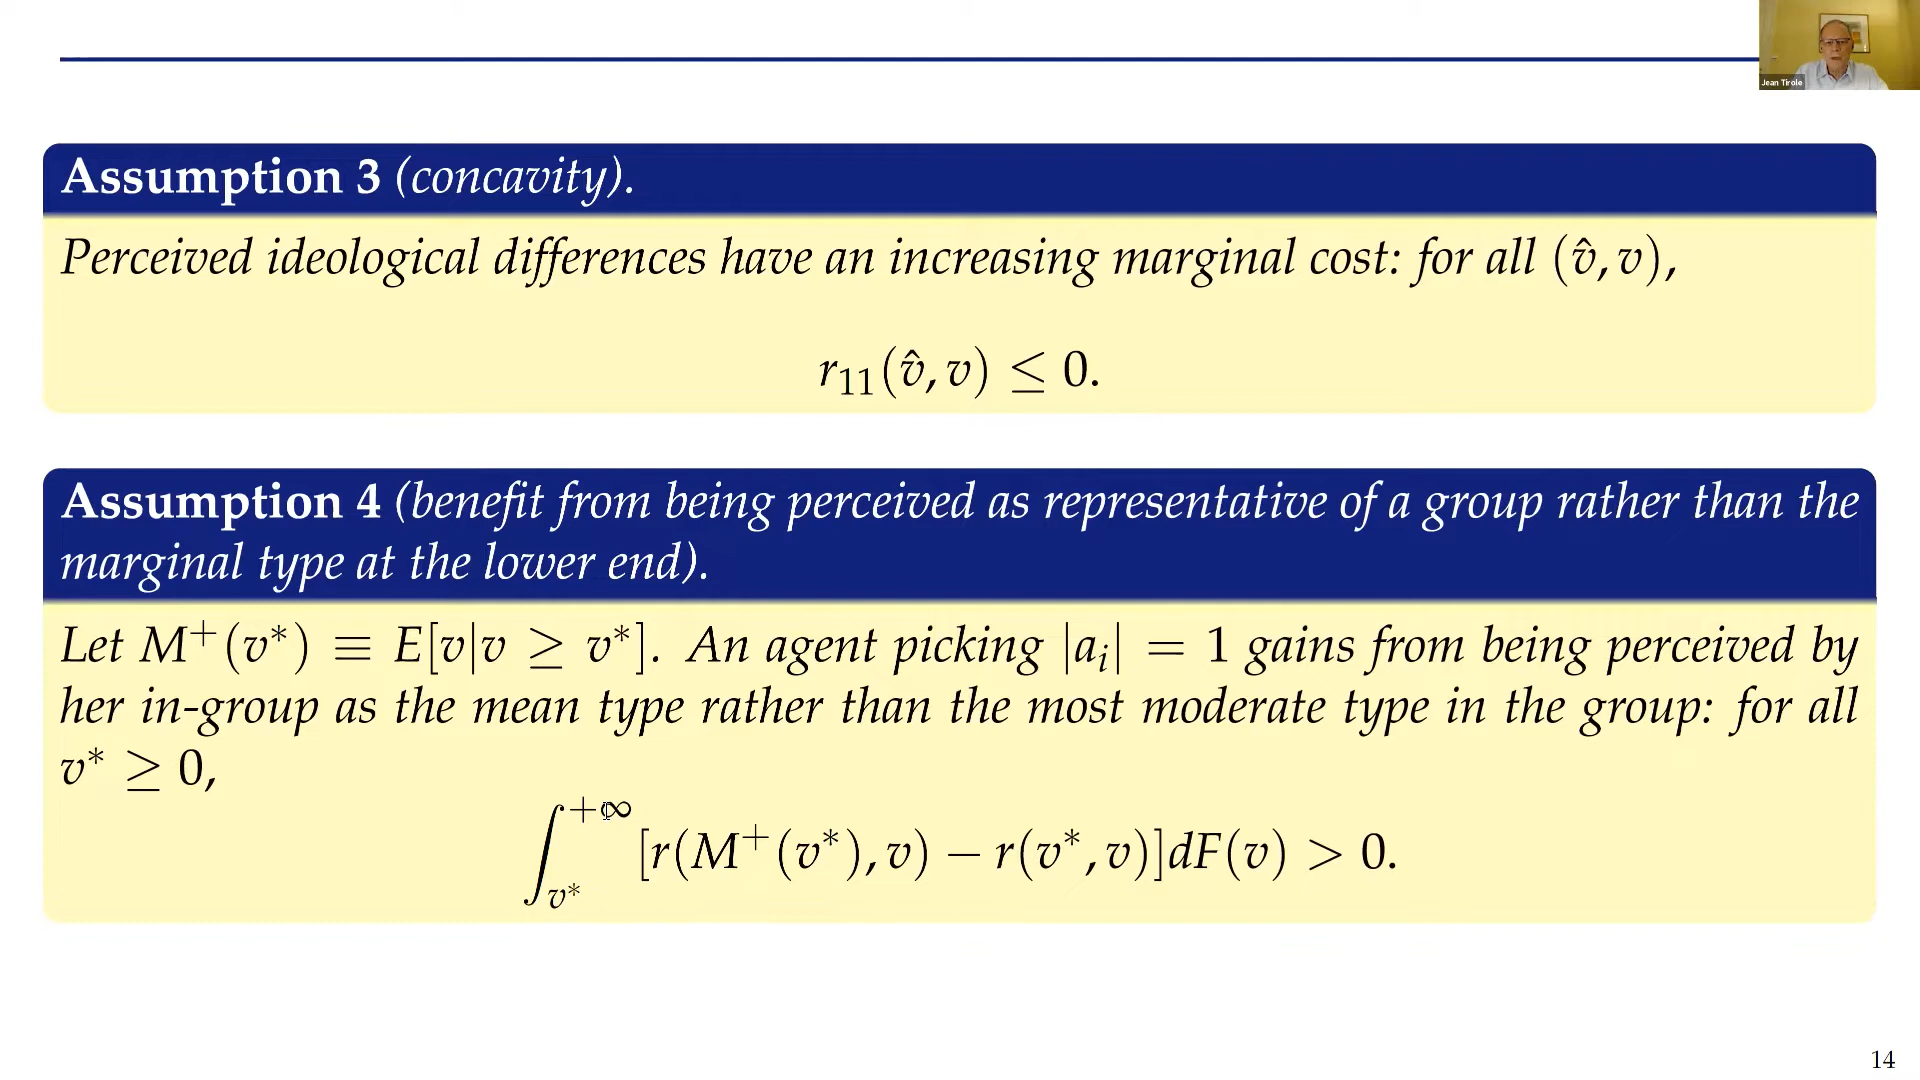 Jean Tirole
Assumption 3 (concavity).
Perceived ideological differences have an increasing marginal cost: for all (v̂, v),
r₁₁(v̂, v) ≤ 0.
Assumption 4 (benefit from being perceived as representative of a group rather than the
marginal type at the lower end).
Let M⁺(v*) ≡ E[v|v ≥ v*]. An agent picking |aᵢ| = 1 gains from being perceived by
her in-group as the mean type rather than the most moderate type in the group: for all
v* ≥ 0,
∫_{v*}^{+∞} [r(M⁺(v*), v) − r(v*, v)]dF(v) > 0.
14